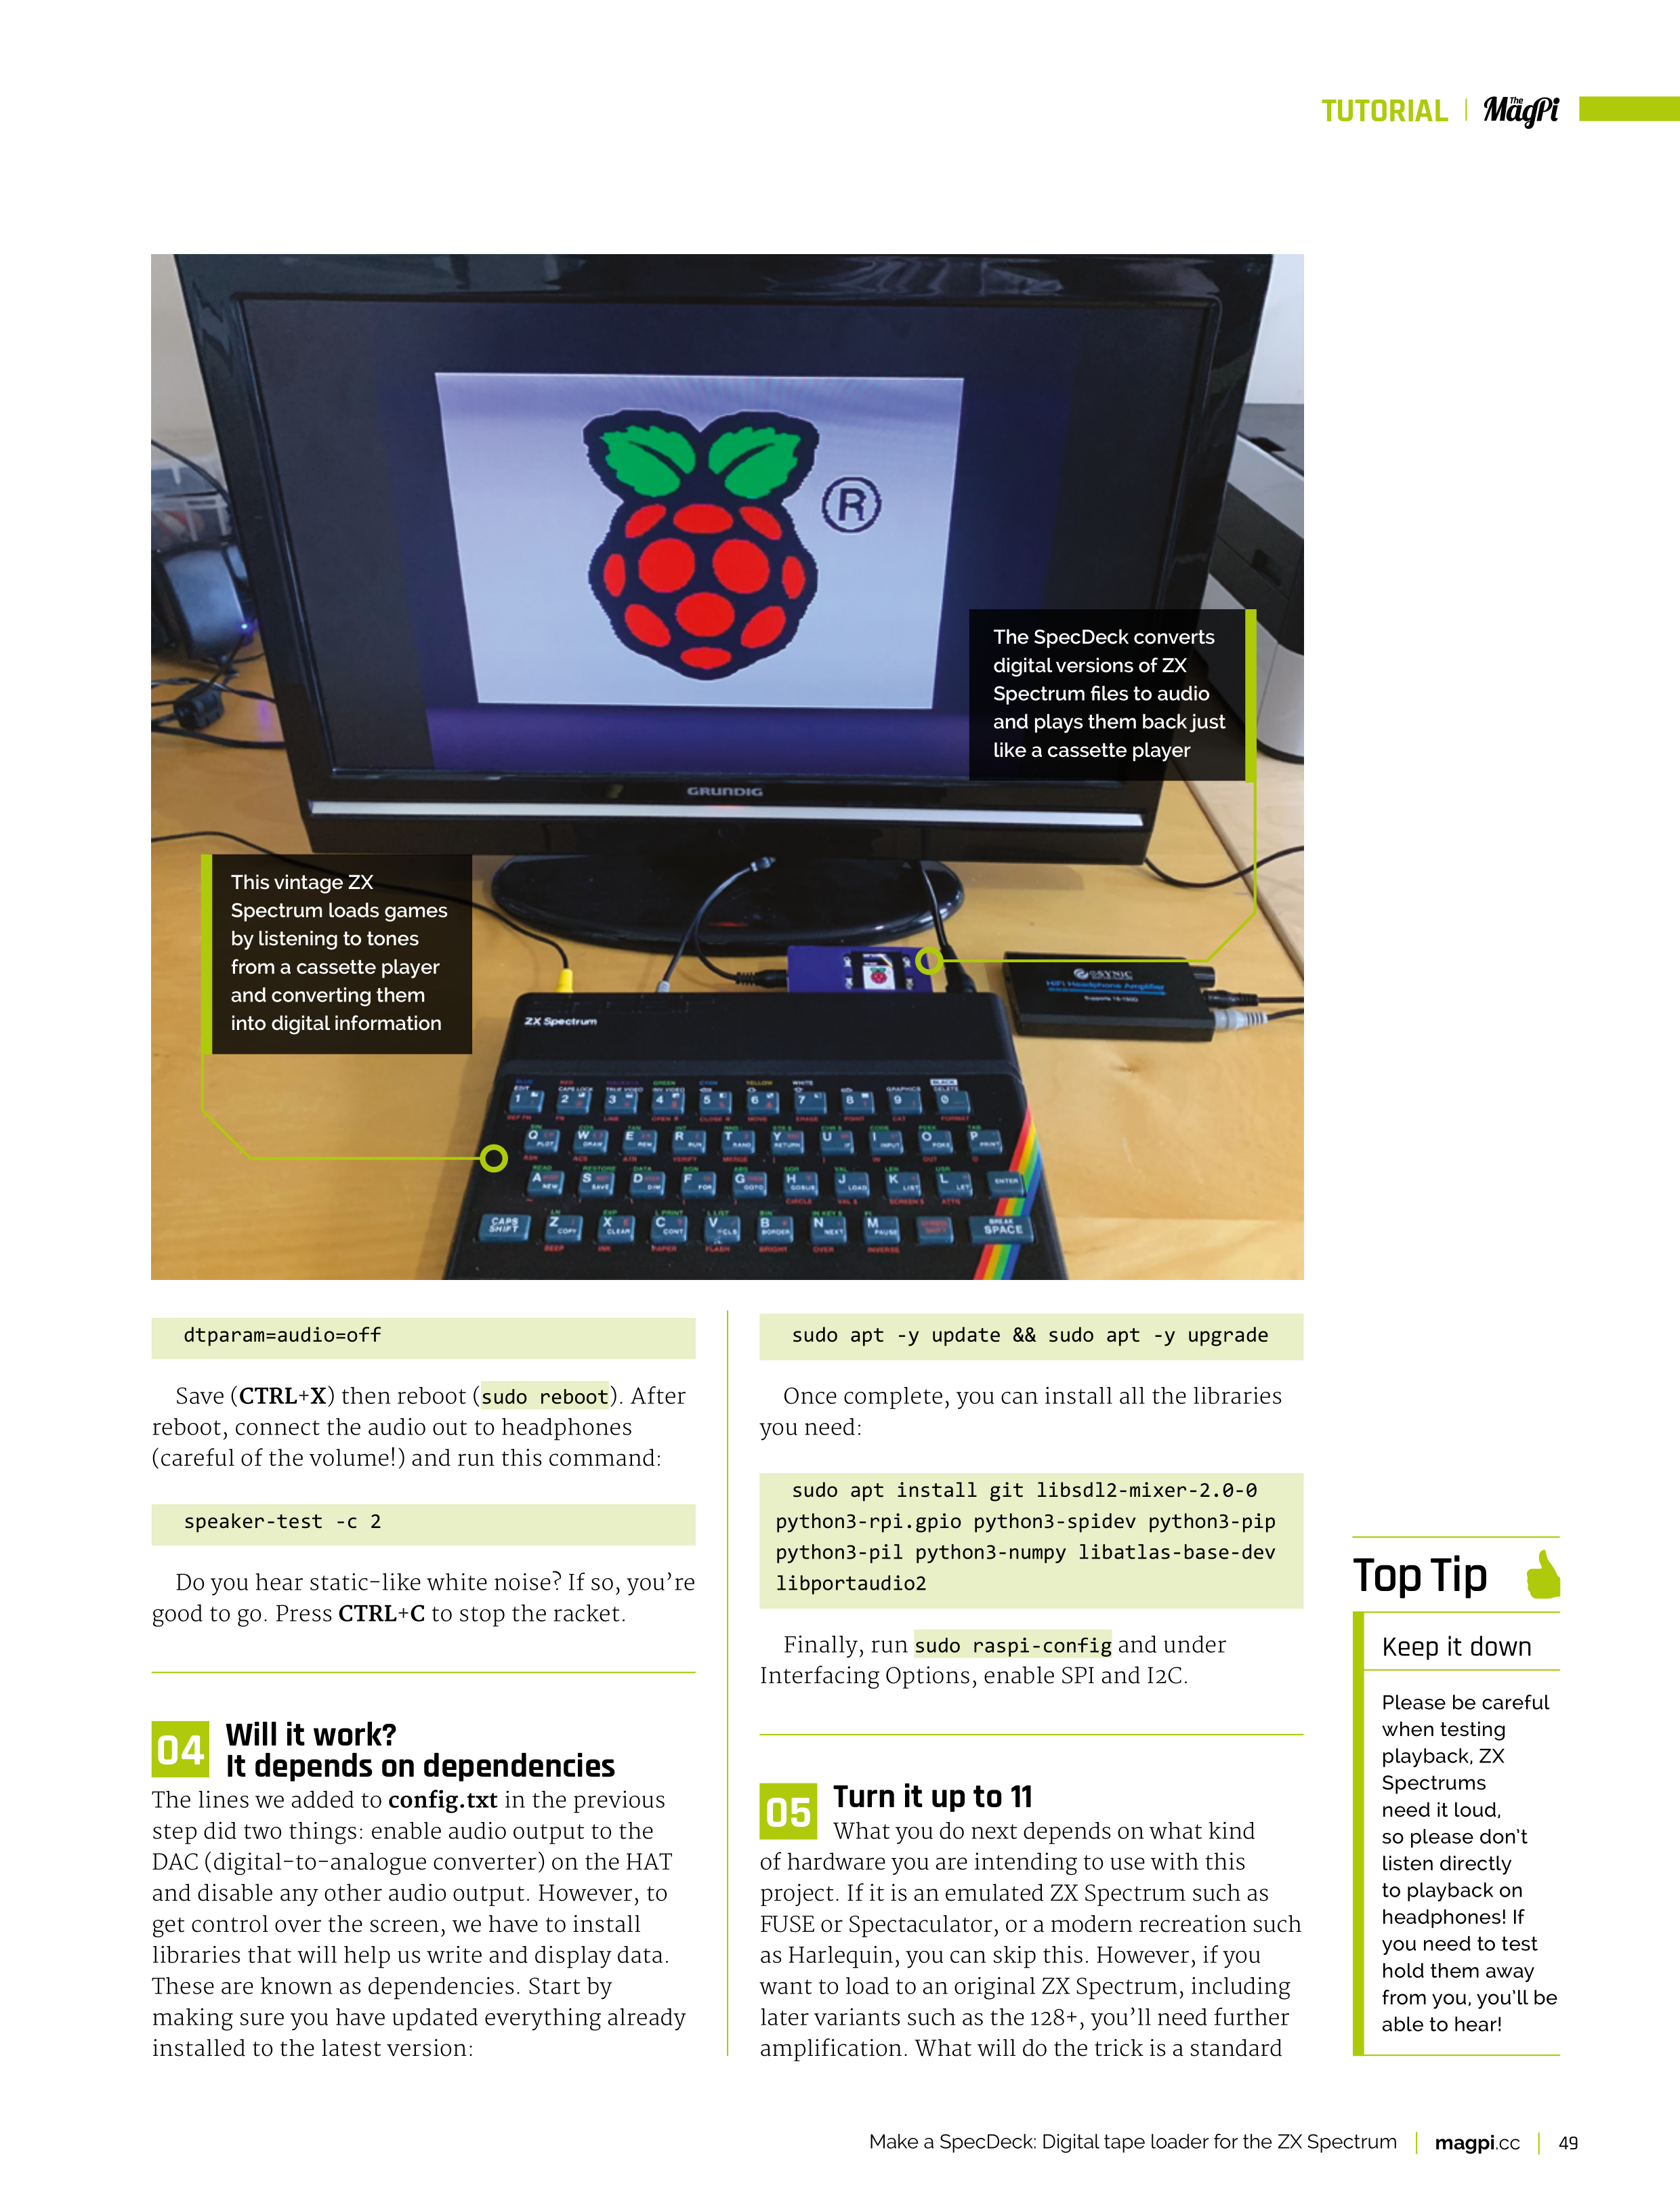 TUTORIAL
The MagPi
®
The SpecDeck converts
digital versions of ZX
Spectrum files to audio
and plays them back just
like a cassette player
GRUNDIG
This vintage ZX
Spectrum loads games
by listening to tones
from a cassette player
and converting them
into digital information
HiFi Headphone Amplifier
ZX Spectrum
1 2 3 4 5 6 7 8 9 0
Q W E R T Y U I O P
A S D F G H J K L ENTER
CAPS SHIFT Z X C V B N M BREAK SPACE
dtparam=audio=off
Save (CTRL+X) then reboot (sudo reboot). After
reboot, connect the audio out to headphones
(careful of the volume!) and run this command:
speaker-test -c 2
Do you hear static-like white noise? If so, you’re
good to go. Press CTRL+C to stop the racket.
04 Will it work?
It depends on dependencies
The lines we added to config.txt in the previous
step did two things: enable audio output to the
DAC (digital-to-analogue converter) on the HAT
and disable any other audio output. However, to
get control over the screen, we have to install
libraries that will help us write and display data.
These are known as dependencies. Start by
making sure you have updated everything already
installed to the latest version:
sudo apt -y update && sudo apt -y upgrade
Once complete, you can install all the libraries
you need:
sudo apt install git libsdl2-mixer-2.0-0
python3-rpi.gpio python3-spidev python3-pip
python3-pil python3-numpy libatlas-base-dev
libportaudio2
Finally, run sudo raspi-config and under
Interfacing Options, enable SPI and I2C.
05 Turn it up to 11
What you do next depends on what kind
of hardware you are intending to use with this
project. If it is an emulated ZX Spectrum such as
FUSE or Spectaculator, or a modern recreation such
as Harlequin, you can skip this. However, if you
want to load to an original ZX Spectrum, including
later variants such as the 128+, you’ll need further
amplification. What will do the trick is a standard
Top Tip
Keep it down
Please be careful
when testing
playback, ZX
Spectrums
need it loud,
so please don’t
listen directly
to playback on
headphones! If
you need to test
hold them away
from you, you’ll be
able to hear!
Make a SpecDeck: Digital tape loader for the ZX Spectrum
magpi.cc
49